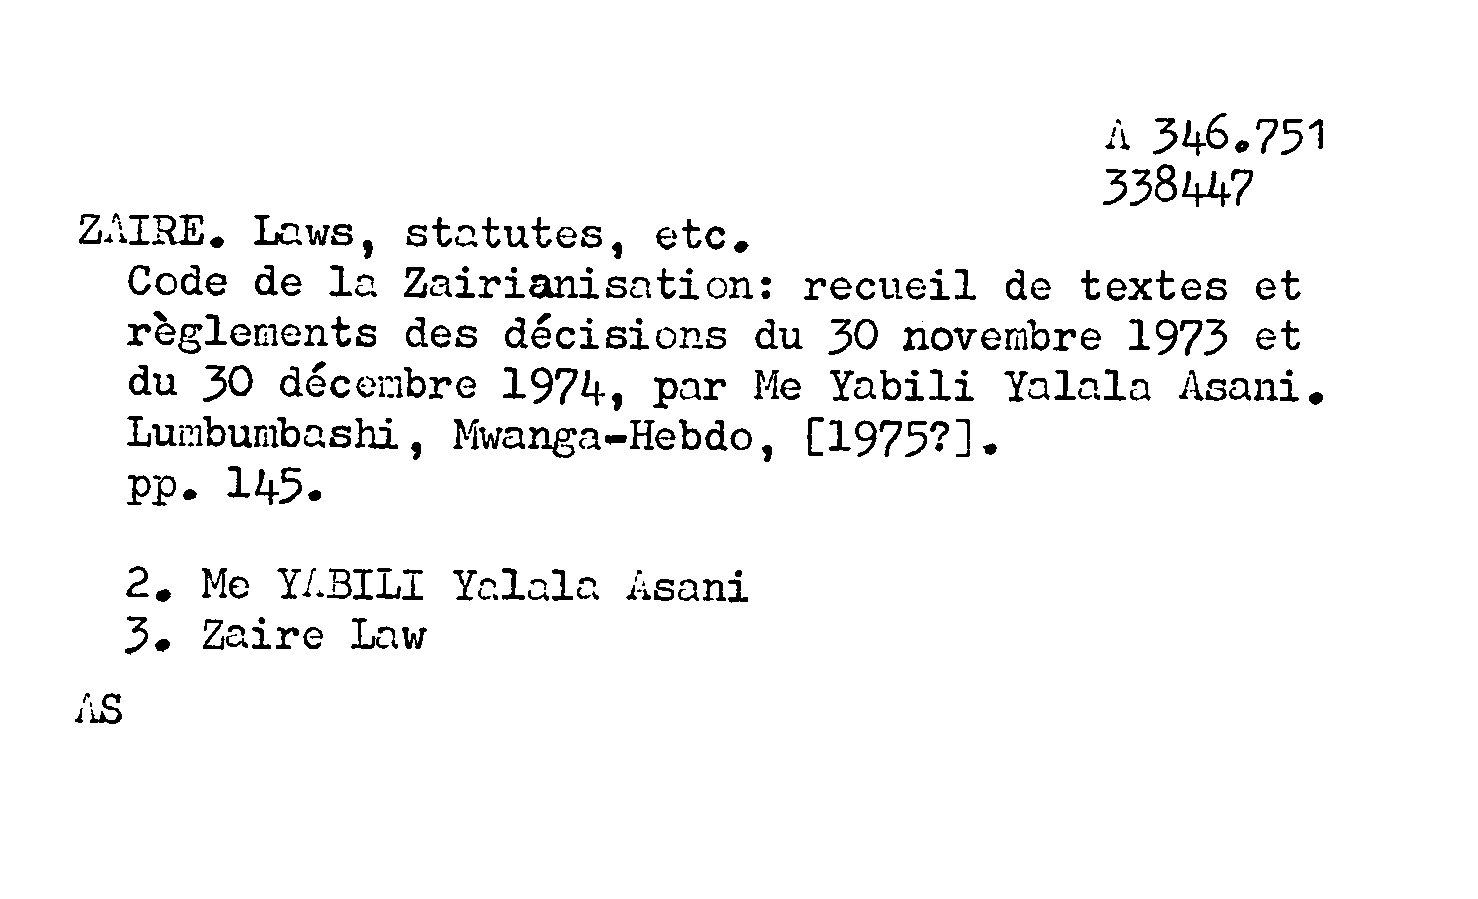 A 346.751
338447
ZAIRE. Laws, statutes, etc.
Code de la Zairianisation: recueil de textes et
règlements des décisions du 30 novembre 1973 et
du 30 décembre 1974, par Me Yabili Yalala Asani.
Lumbumbashi, Mwanga-Hebdo, [1975?].
pp. 145.
2. Me YABILI Yalala Asani
3. Zaire Law
AS